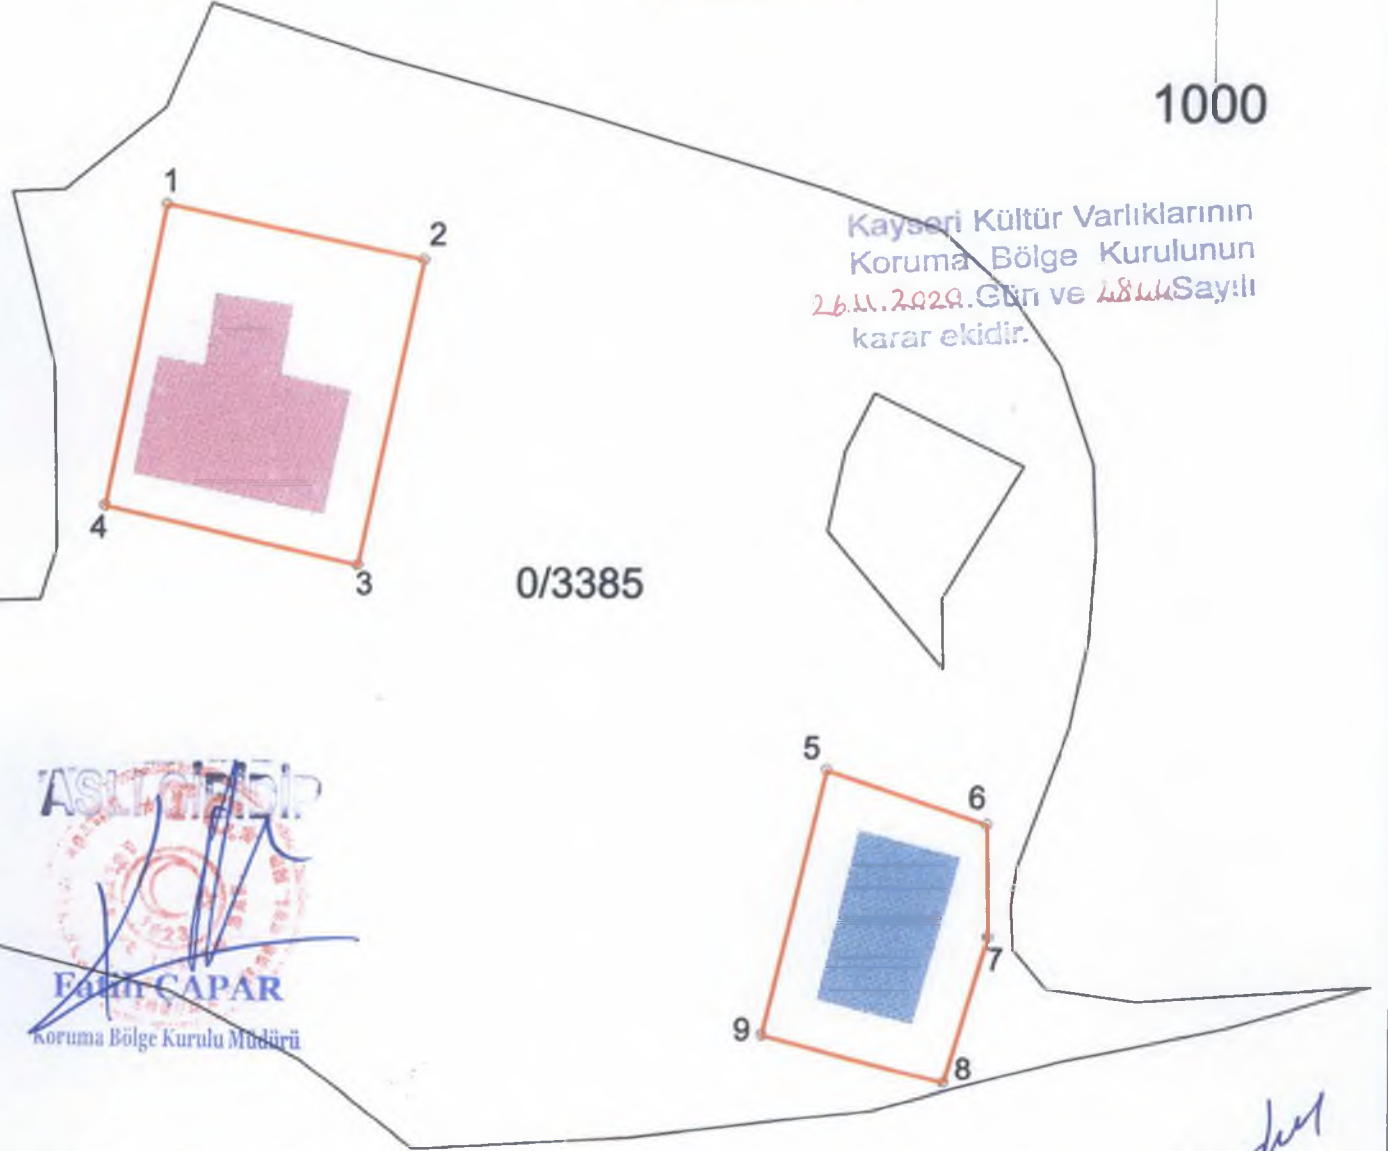 1000
1
2
Kayseri Kültür Varlıklarının
Koruma Bölge Kurulunun
26.11.2020.Gün ve 4844 Sayılı
karar ekidir.
4
3
0/3385
5
6
ASLI GİBİDİR
7
Fatih ÇAPAR
9
Koruma Bölge Kurulu Müdürü
8